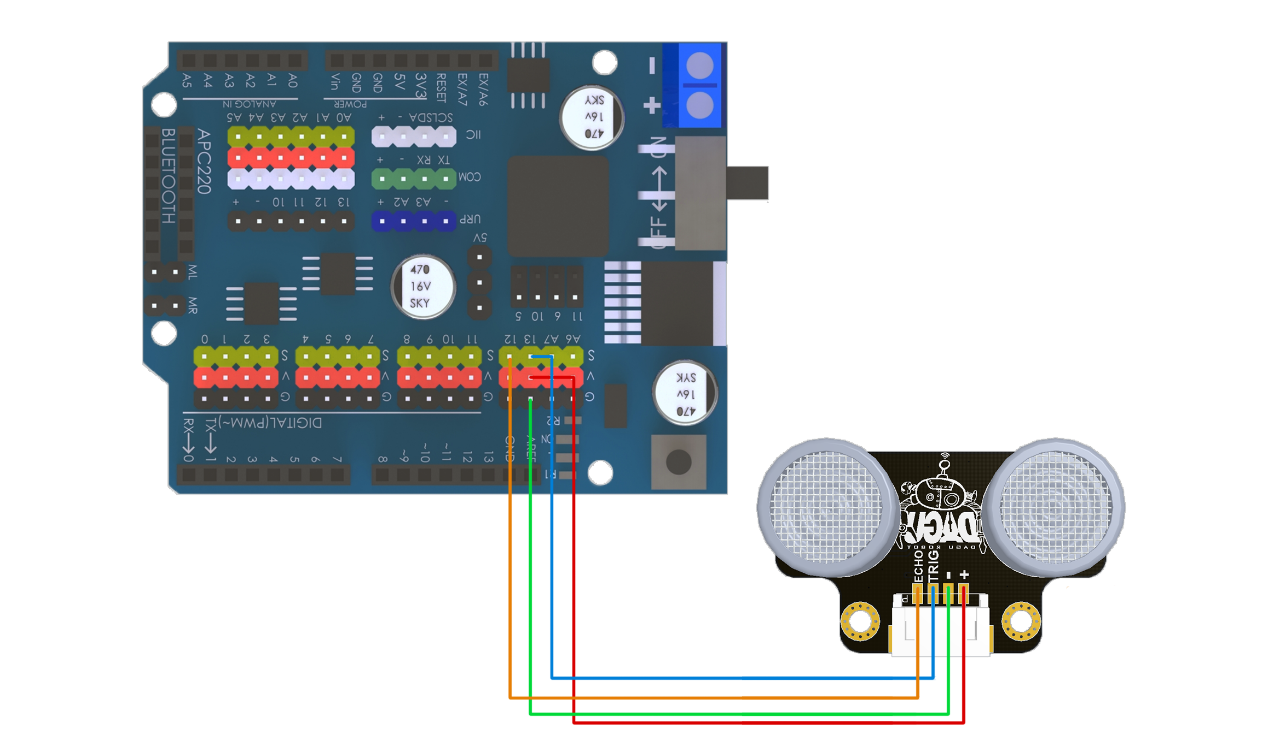 A5 A4 A3 A2 A1 A0
Vin GND GND 5V 3V3 RESET EX/A7 EX/A6
ANALOG IN
POWER
A5 A4 A3 A2 A1 A0
+ - SDA SCL
IIC
+ - RX TX
COM
+ - 10 11 12 13
+ A2 A3 -
URP
BLUETOOTH
APC220
ML
MR
5V
SKY
16v
470
470
16V
SKY
5 10 6 11
-
+
OFF ↔ ON
0 1 2 3
4 5 6 7
8 9 10 11
12 13 A7 A6
S S S S
V V V V
G G G G
SYK
16v
470
DIGITAL(PWM~)
RX→0
TX→1
2 3 4 5 6 7
8 ~9 ~10 ~11 12 13 GND AREF
R2
ON
R1
DAGU
DAGU ROBOT
ECHO
TRIG
-
+